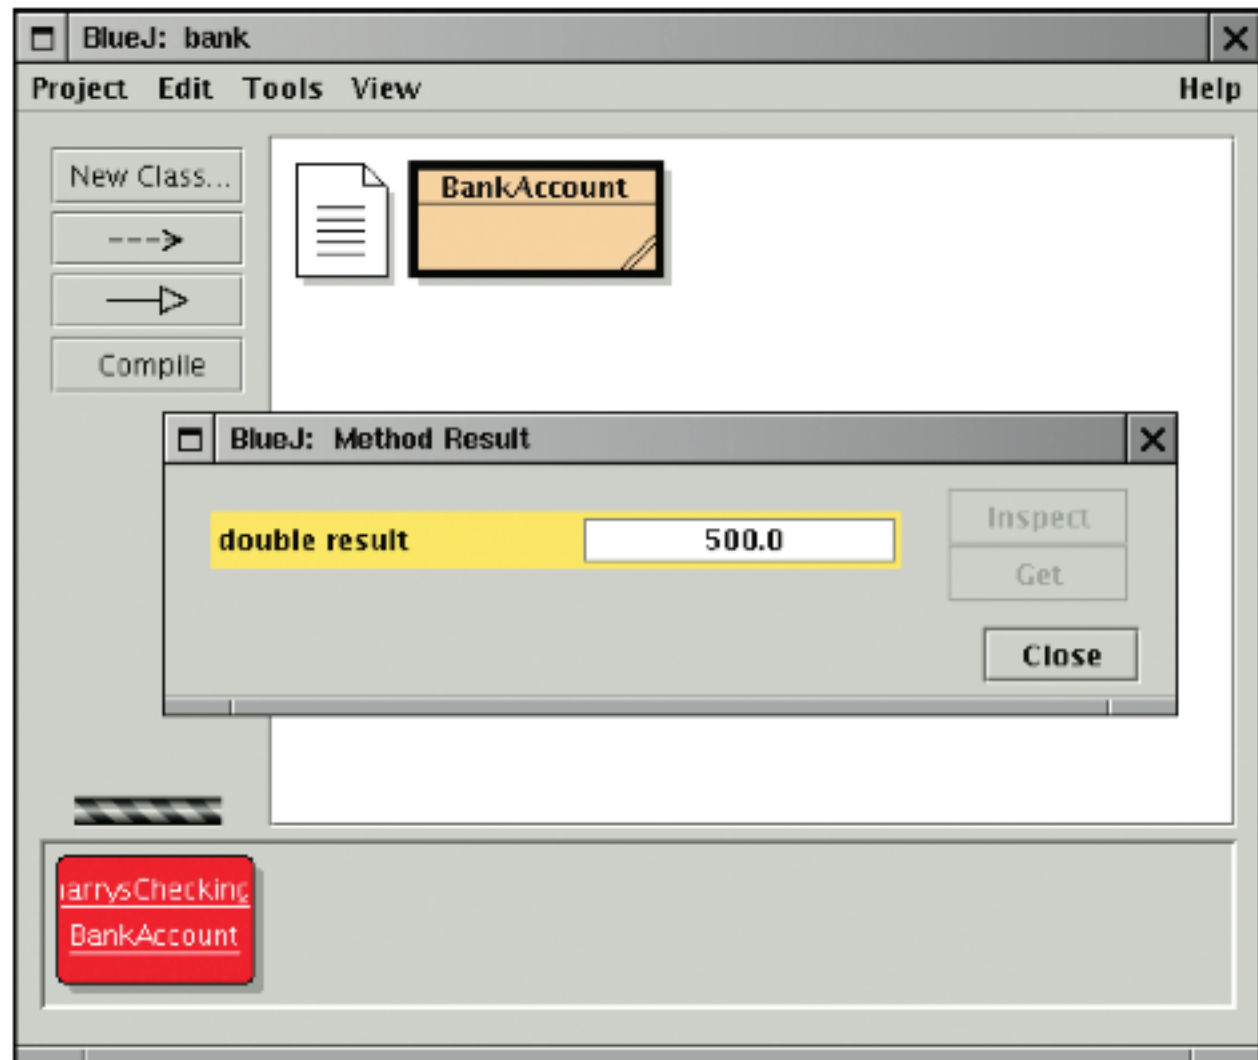 BlueJ: bank
Project Edit Tools View Help
New Class...
BankAccount
Compile
BlueJ: Method Result
double result 500.0
Inspect
Get
Close
arrysChecking
BankAccount